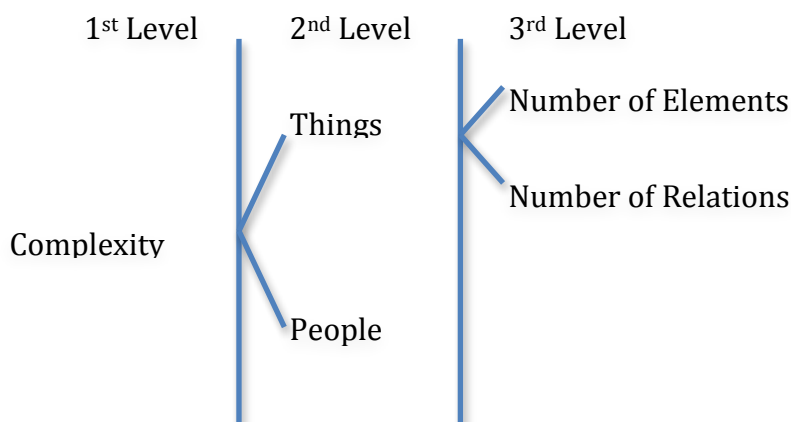 1st Level 2nd Level 3rd Level
Number of Elements
Things
Number of Relations
Complexity
People